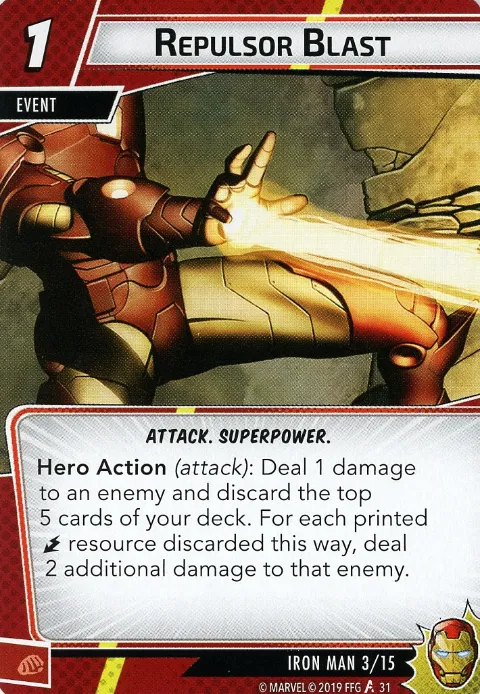 1
REPULSOR BLAST
EVENT
ATTACK. SUPERPOWER.
Hero Action (attack): Deal 1 damage
to an enemy and discard the top
5 cards of your deck. For each printed
resource discarded this way, deal
2 additional damage to that enemy.
IRON MAN 3/15
© MARVEL © 2019 FFG 31